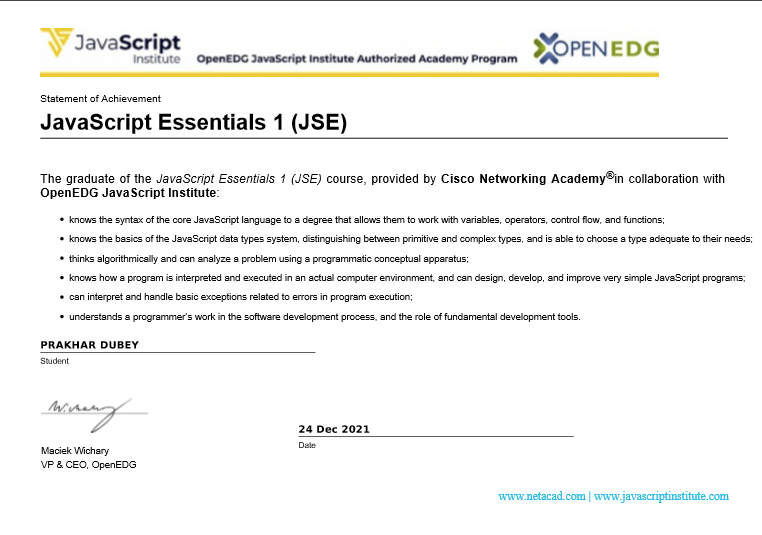 JavaScript
Institute
OpenEDG JavaScript Institute Authorized Academy Program
OPENEDG
Statement of Achievement
JavaScript Essentials 1 (JSE)
The graduate of the JavaScript Essentials 1 (JSE) course, provided by Cisco Networking Academy®in collaboration with
OpenEDG JavaScript Institute:
• knows the syntax of the core JavaScript language to a degree that allows them to work with variables, operators, control flow, and functions;
• knows the basics of the JavaScript data types system, distinguishing between primitive and complex types, and is able to choose a type adequate to their needs;
• thinks algorithmically and can analyze a problem using a programmatic conceptual apparatus;
• knows how a program is interpreted and executed in an actual computer environment, and can design, develop, and improve very simple JavaScript programs;
• can interpret and handle basic exceptions related to errors in program execution;
• understands a programmer's work in the software development process, and the role of fundamental development tools.
PRAKHAR DUBEY
Student
W.chary
24 Dec 2021
Date
Maciek Wichary
VP & CEO, OpenEDG
www.netacad.com | www.javascriptinstitute.com